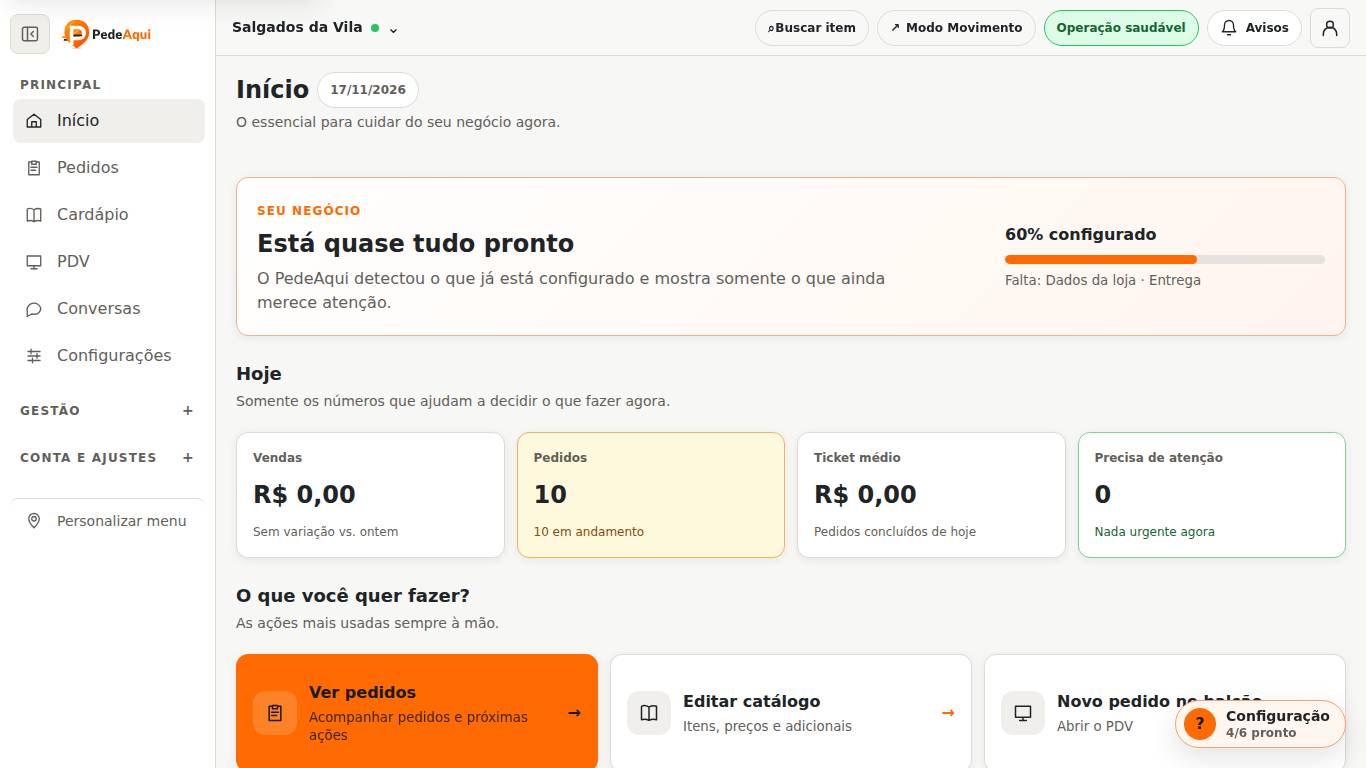 PedeAqui
PRINCIPAL
Início
Pedidos
Cardápio
PDV
Conversas
Configurações
GESTÃO +
CONTA E AJUSTES +
Personalizar menu
Salgados da Vila
Buscar item
↗ Modo Movimento
Operação saudável
Avisos
Início
17/11/2026
O essencial para cuidar do seu negócio agora.
SEU NEGÓCIO
Está quase tudo pronto
O PedeAqui detectou o que já está configurado e mostra somente o que ainda
merece atenção.
60% configurado
Falta: Dados da loja · Entrega
Hoje
Somente os números que ajudam a decidir o que fazer agora.
Vendas
R$ 0,00
Sem variação vs. ontem
Pedidos
10
10 em andamento
Ticket médio
R$ 0,00
Pedidos concluídos de hoje
Precisa de atenção
0
Nada urgente agora
O que você quer fazer?
As ações mais usadas sempre à mão.
Ver pedidos
Acompanhar pedidos e próximas
ações
→
Editar catálogo
Itens, preços e adicionais
→
Novo pedido no balcão
Abrir o PDV
?
Configuração
4/6 pronto